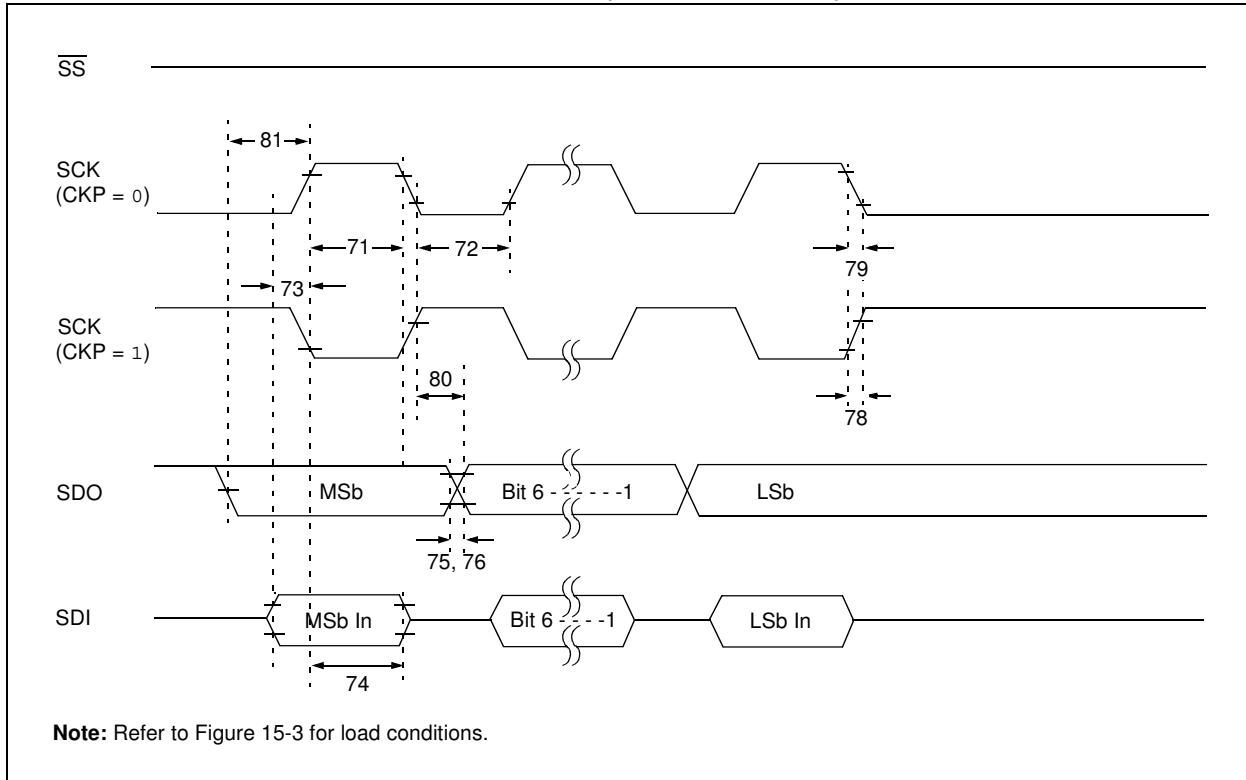 SS
81
SCK
(CKP = 0)
71
72
79
73
SCK
(CKP = 1)
80
78
SDO
MSb
Bit 6 - - - - - - -1
LSb
75, 76
SDI
MSb In
Bit 6 - - - - -1
LSb In
74
Note: Refer to Figure 15-3 for load conditions.